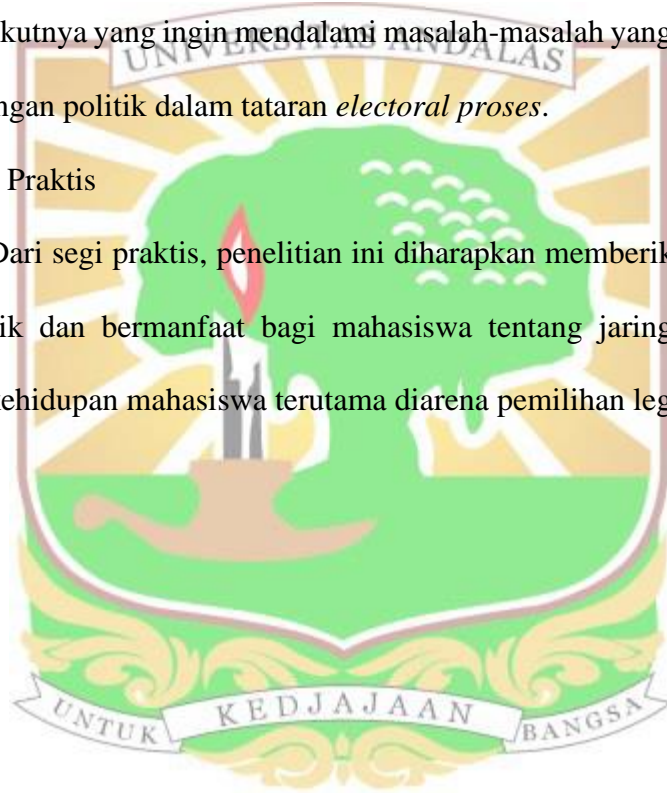 kutnya yang ingin mendalami masalah-masalah yang
UNIVERSITAS ANDALAS
ngan politik dalam tataran electoral proses.
Praktis
Dari segi praktis, penelitian ini diharapkan memberik
ik dan bermanfaat bagi mahasiswa tentang jaring
kehidupan mahasiswa terutama diarena pemilihan leg
UNTUK KEDJAJAAN BANGSA